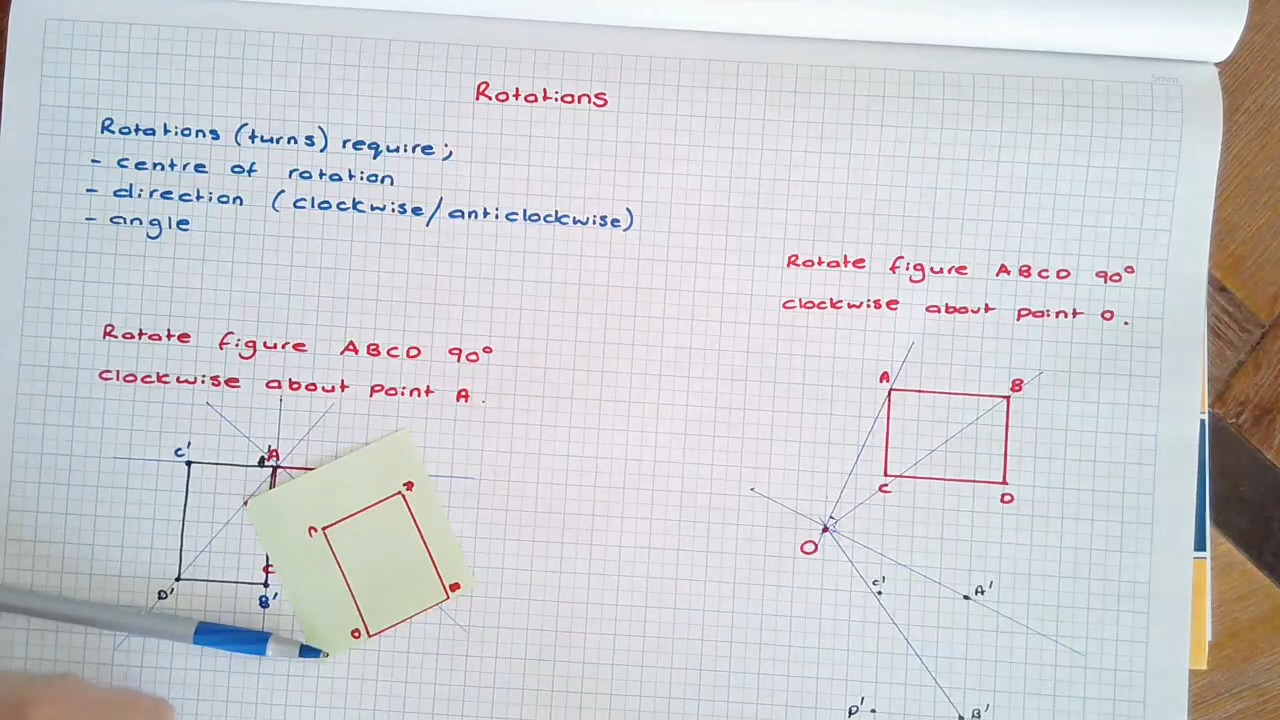 5mm
Rotations
Rotations (turns) require;
- centre of rotation
- direction (clockwise/anticlockwise)
- angle
Rotate figure ABCD 90°
clockwise about point O.
Rotate figure ABCD 90°
clockwise about point A.
A
B
C
D
O
C'
A'
D'
B'
C'
A
C
D'
B'